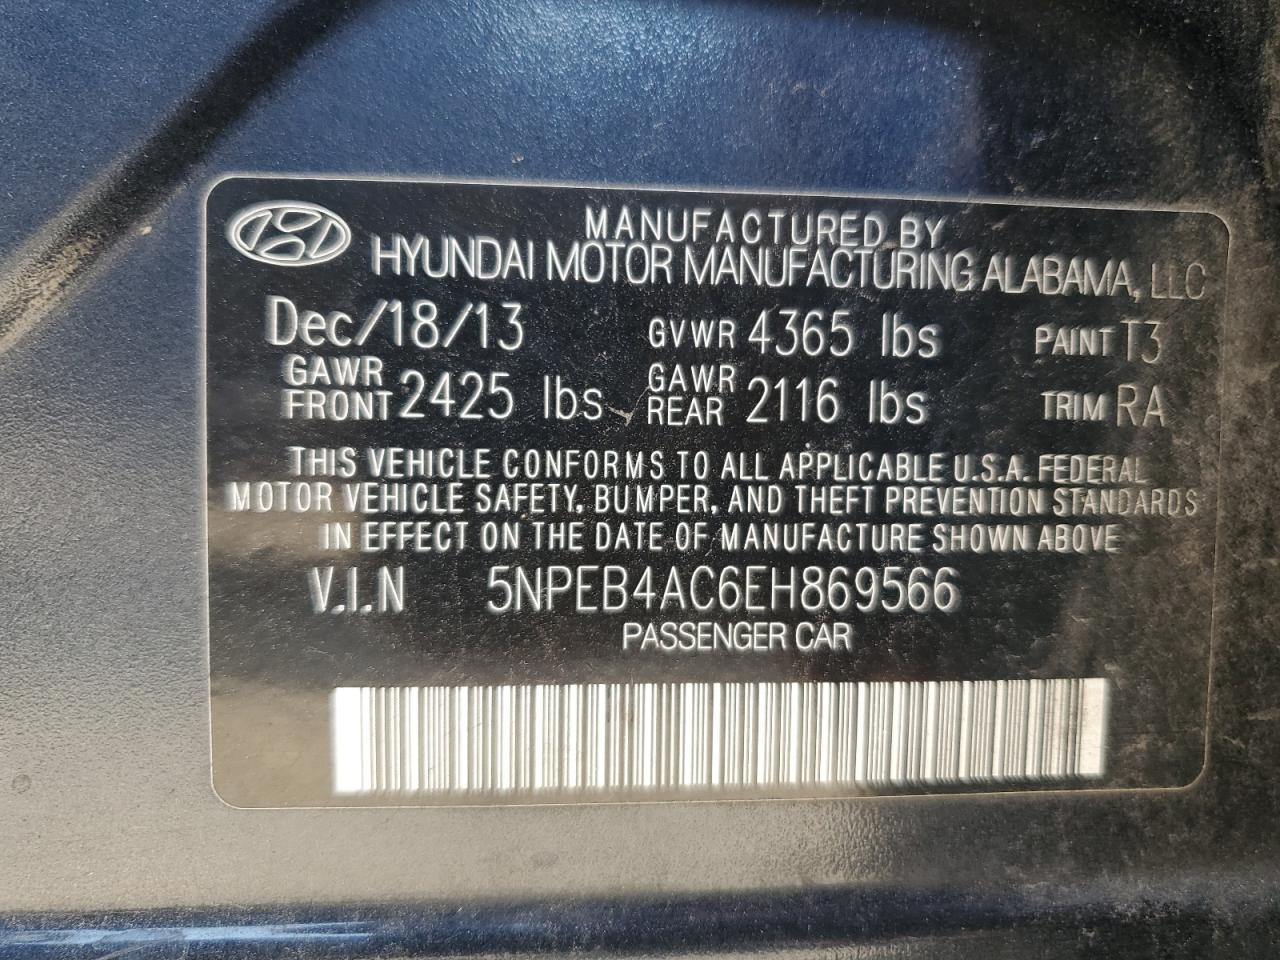 MANUFACTURED BY
HYUNDAI MOTOR MANUFACTURING ALABAMA, LLC
Dec/18/13 GVWR 4365 lbs PAINT T3
GAWR FRONT 2425 lbs GAWR REAR 2116 lbs TRIM RA
THIS VEHICLE CONFORMS TO ALL APPLICABLE U.S.A. FEDERAL
MOTOR VEHICLE SAFETY, BUMPER, AND THEFT PREVENTION STANDARDS
IN EFFECT ON THE DATE OF MANUFACTURE SHOWN ABOVE
V.I.N 5NPEB4AC6EH869566
PASSENGER CAR